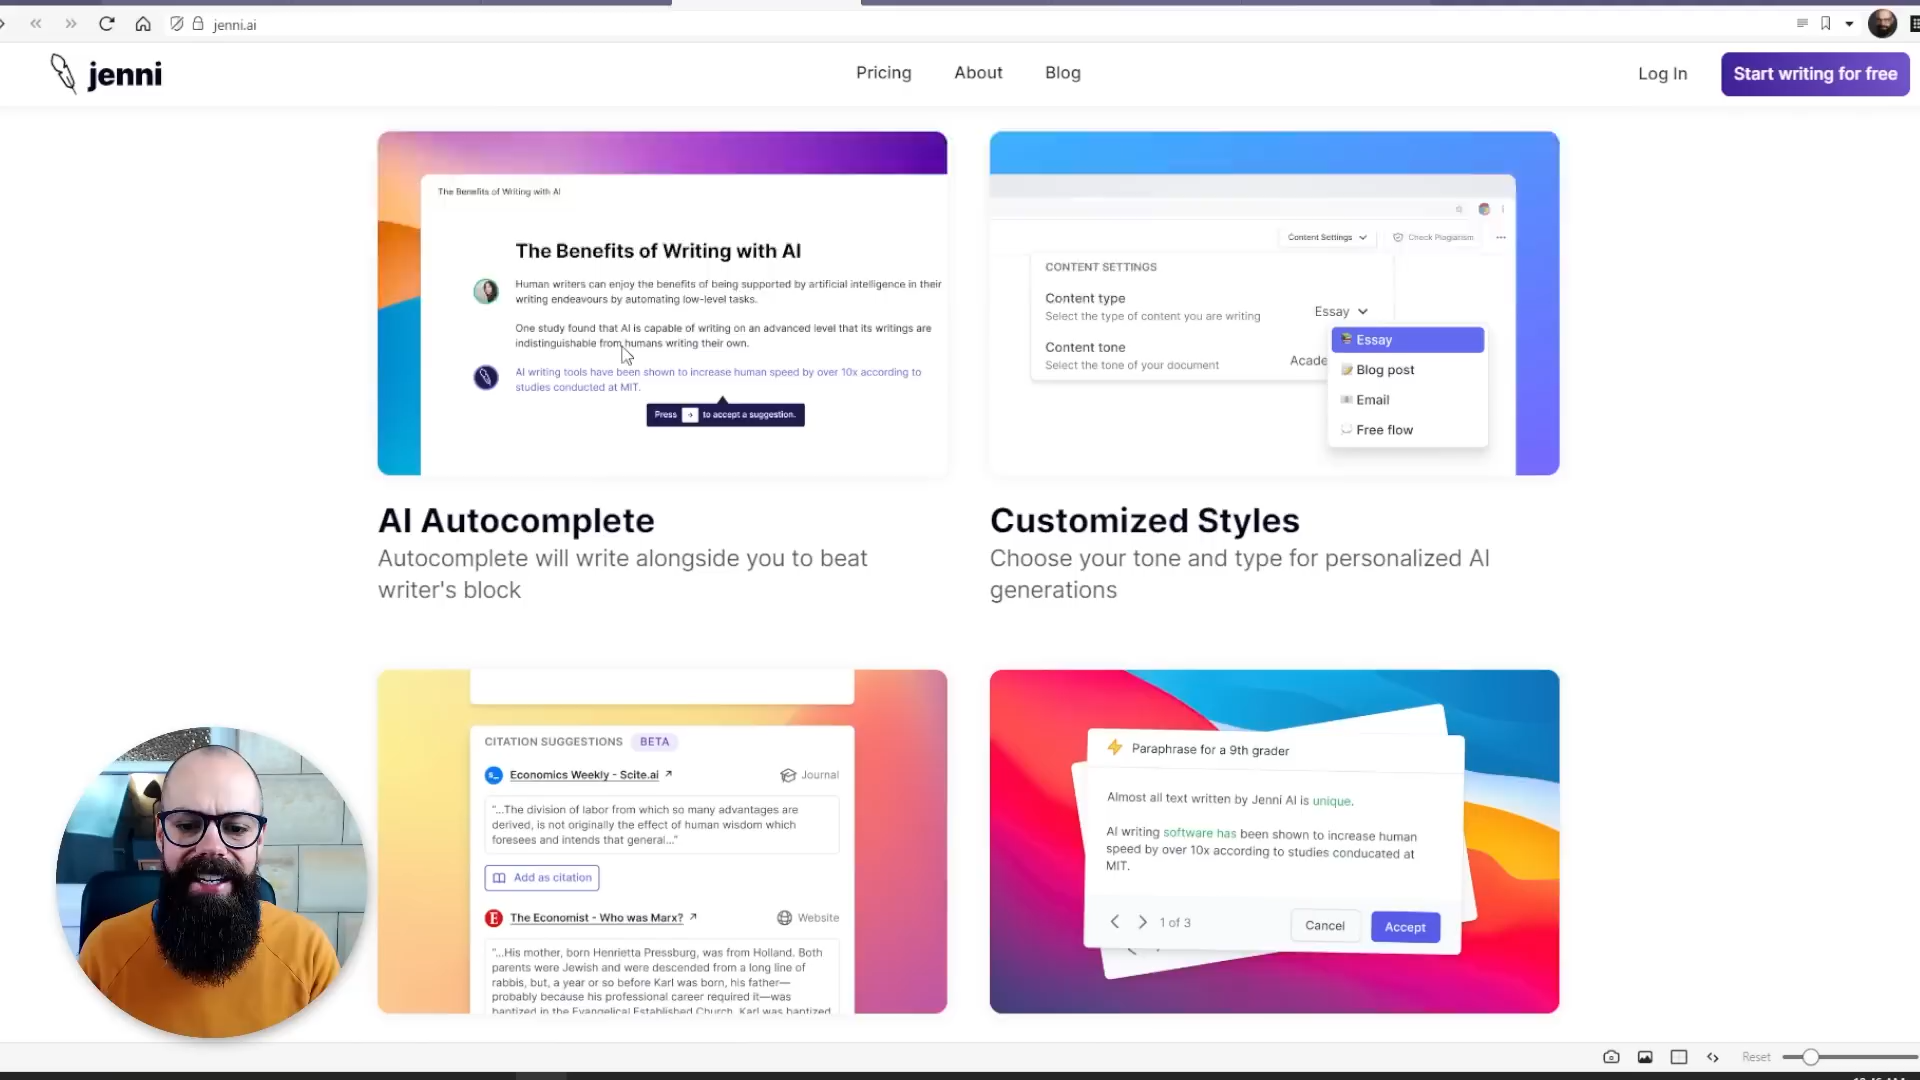 jenni.ai
jenni
Pricing
About
Blog
Log In
Start writing for free
The Benefits of Writing with AI
The Benefits of Writing with AI
Human writers can enjoy the benefits of being supported by artificial intelligence in their
writing endeavours by automating low-level tasks.
One study found that AI is capable of writing on an advanced level that its writings are
indistinguishable from humans writing their own.
AI writing tools have been shown to increase human speed by over 10x according to
studies conducted at MIT.
Press → to accept a suggestion.
Content Settings
Check Plagiarism
CONTENT SETTINGS
Content type
Select the type of content you are writing
Essay
Content tone
Select the tone of your document
Acade
Essay
Blog post
Email
Free flow
AI Autocomplete
Autocomplete will write alongside you to beat
writer's block
Customized Styles
Choose your tone and type for personalized AI
generations
CITATION SUGGESTIONS BETA
Economics Weekly - Scite.ai
Journal
"...The division of labor from which so many advantages are
derived, is not originally the effect of human wisdom which
foresees and intends that general..."
Add as citation
E
The Economist - Who was Marx?
Website
"...His mother, born Henrietta Pressburg, was from Holland. Both
parents were Jewish and were descended from a long line of
rabbis, but, a year or so before Karl was born, his father—
probably because his professional career required it—was
baptized in the Evangelical Established Church. Karl was baptized
Paraphrase for a 9th grader
Almost all text written by Jenni AI is unique.
AI writing software has been shown to increase human
speed by over 10x according to studies conducated at
MIT.
1 of 3
Cancel
Accept
Reset